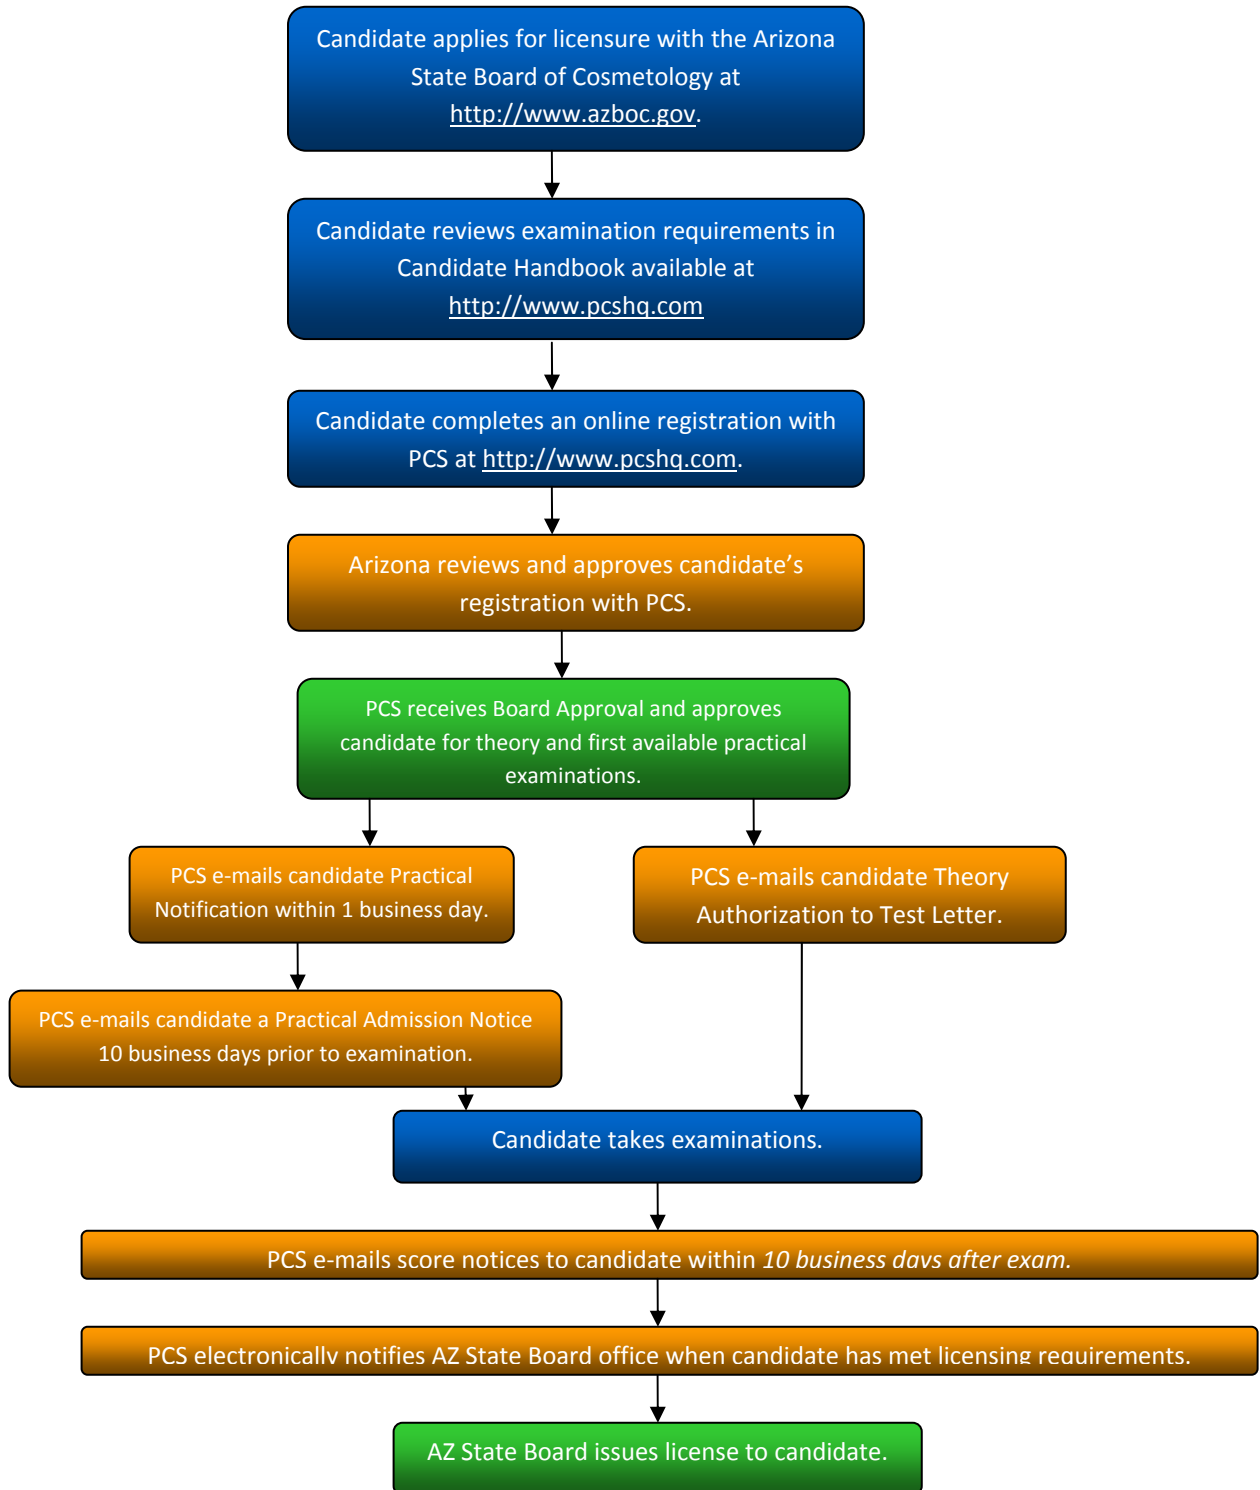 Candidate applies for licensure with the Arizona
State Board of Cosmetology at
http://www.azboc.gov.
Candidate reviews examination requirements in
Candidate Handbook available at
http://www.pcshq.com
Candidate completes an online registration with
PCS at http://www.pcshq.com.
Arizona reviews and approves candidate’s
registration with PCS.
PCS receives Board Approval and approves
candidate for theory and first available practical
examinations.
PCS e-mails candidate Practical
Notification within 1 business day.
PCS e-mails candidate Theory
Authorization to Test Letter.
PCS e-mails candidate a Practical Admission Notice
10 business days prior to examination.
Candidate takes examinations.
PCS e-mails score notices to candidate within 10 business days after exam.
PCS electronically notifies AZ State Board office when candidate has met licensing requirements.
AZ State Board issues license to candidate.